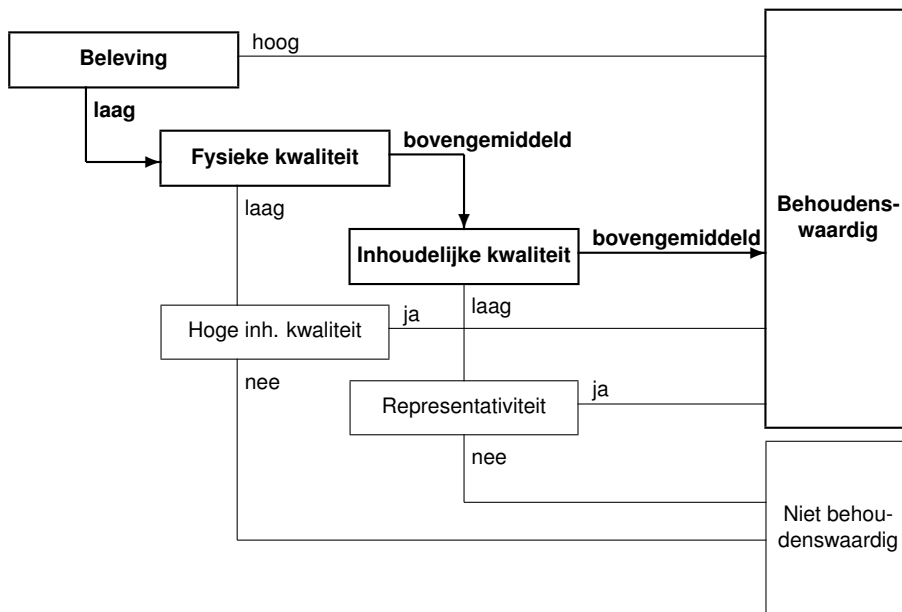 hoog
Beleving
laag
bovengemiddeld
Fysieke kwaliteit
laag
Behoudens-
waardig
bovengemiddeld
Inhoudelijke kwaliteit
laag
ja
Hoge inh. kwaliteit
nee
ja
Representativiteit
nee
Niet behou-
denswaardig